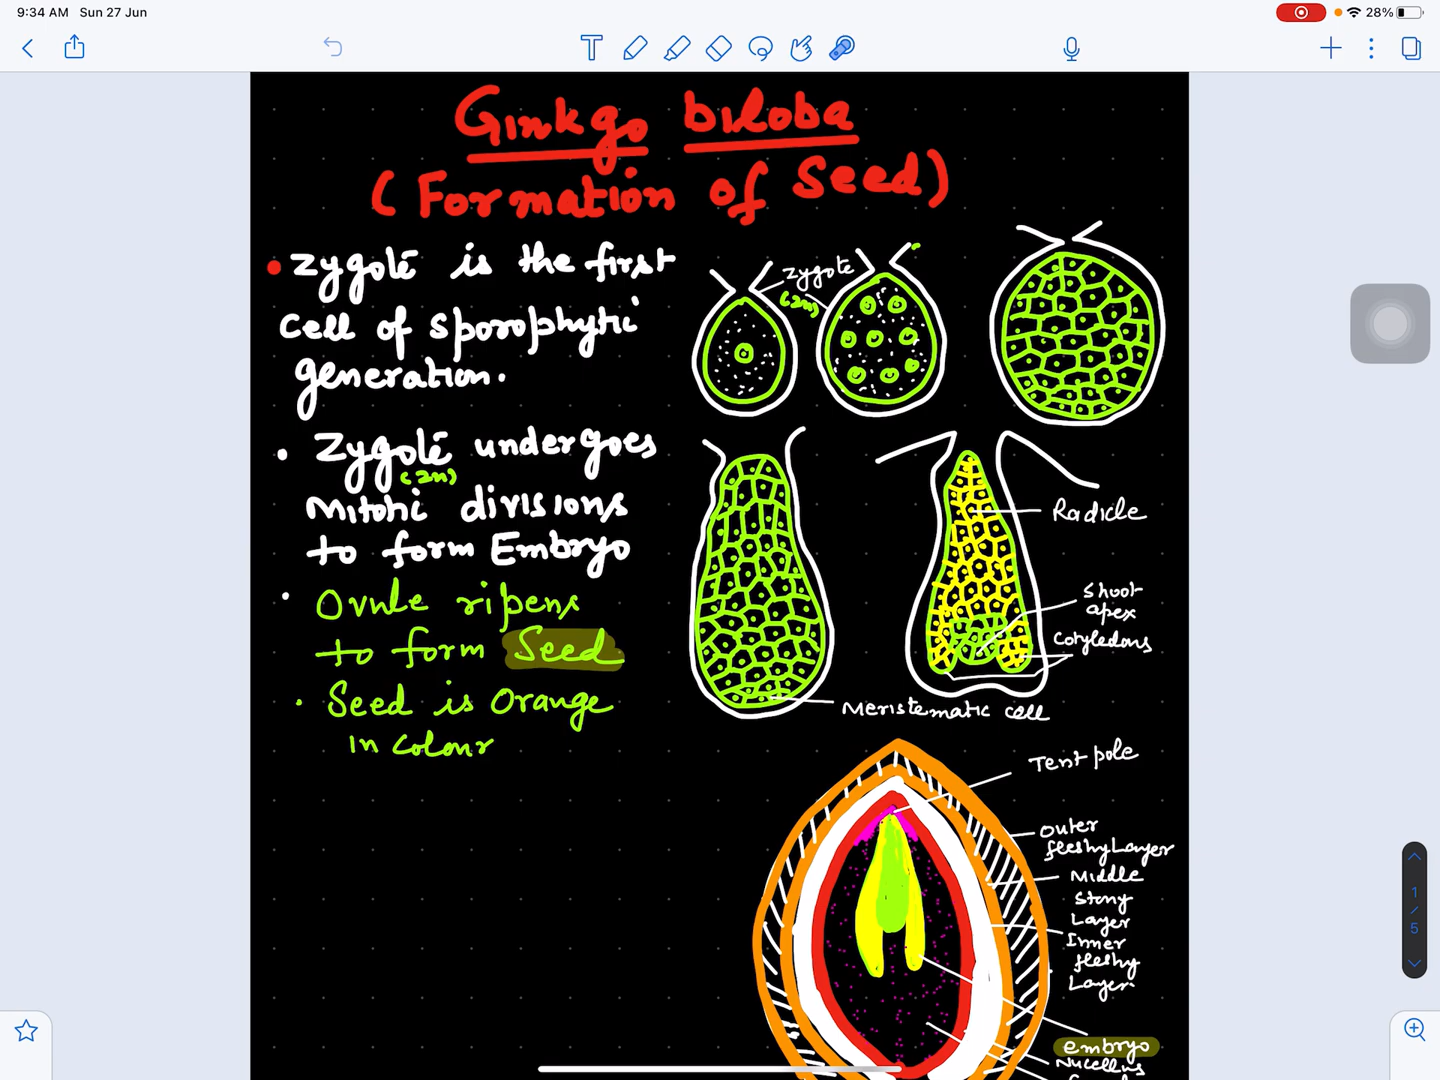 9:34 AM Sun 27 Jun
28%
Ginkgo biloba
(Formation of Seed)
• Zygote is the first
Cell of sporophytic
generation.
• Zygote undergoes
(2n)
Mitotic divisions
to form Embryo
• Ovule ripens
to form Seed
• Seed is Orange
in colour
Zygote
(2n)
Radicle
Shoot
apex
Cotyledons
Meristematic cell
Tent pole
Outer
fleshy Layer
Middle
Stony
Layer
Inner
fleshy
Layer
embryo
Nucellus
1
/
5